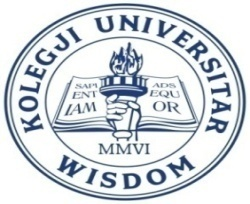 KOLEGJI UNIVERSITAR
SAPI ADS
ENT EQU
IAM OR
MMVI
WISDOM